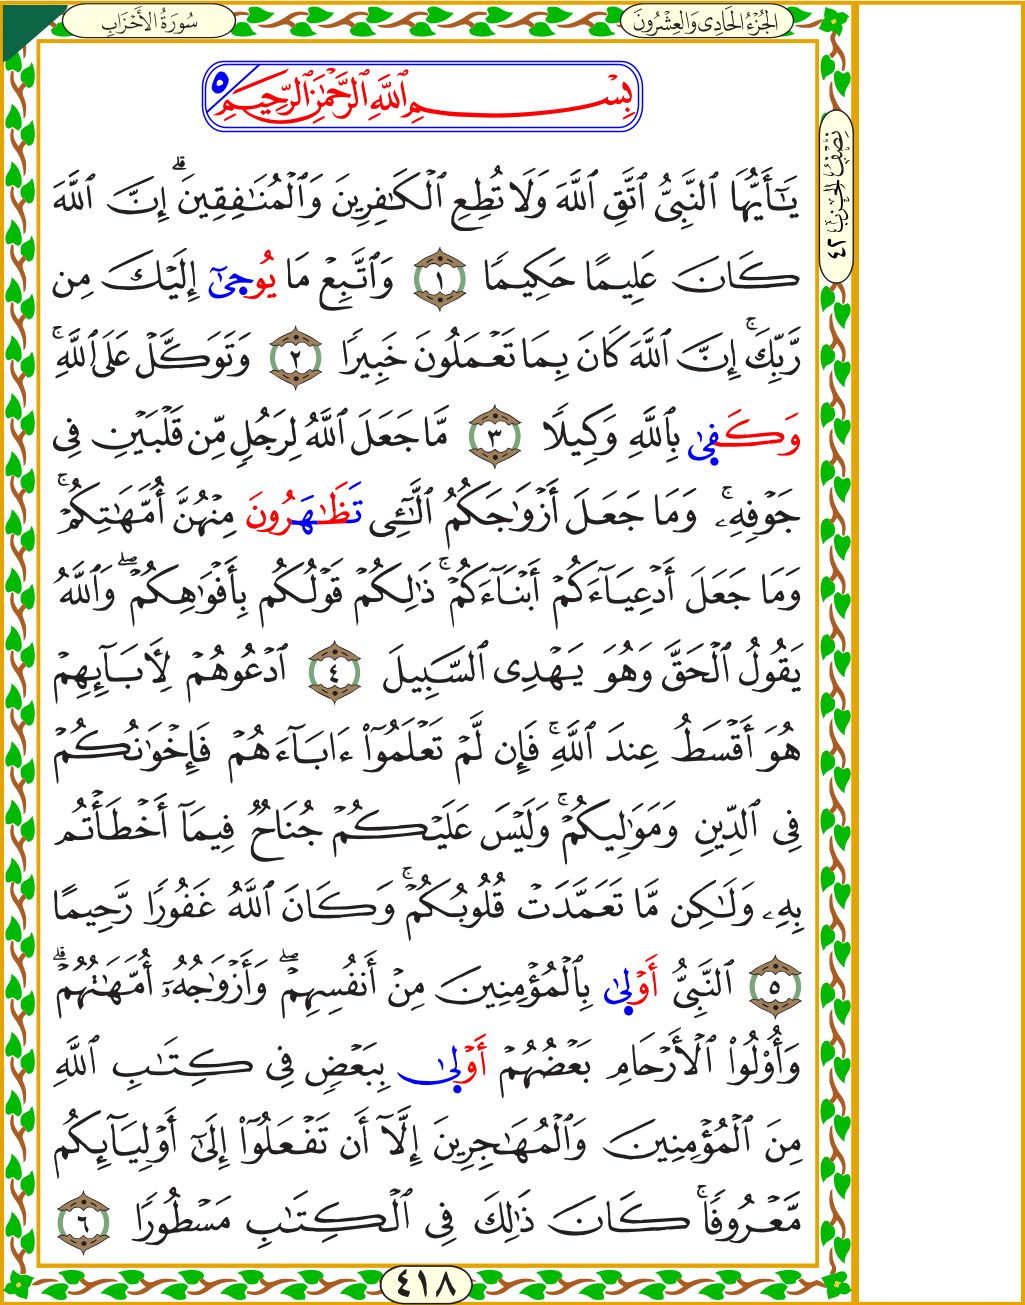 سُورَةُ الأَحْزَابِ
الجُزْءُ الحَادِى وَالعِشْرُونَ
نِصْفُ الحِزْبِ ٤٢
بِسْمِ ٱللَّهِ ٱلرَّحْمَٰنِ ٱلرَّحِيمِ ٥
يَٰٓأَيُّهَا ٱلنَّبِىُّ ٱتَّقِ ٱللَّهَ وَلَا تُطِعِ ٱلْكَٰفِرِينَ وَٱلْمُنَٰفِقِينَ ۗ إِنَّ ٱللَّهَ
كَانَ عَلِيمًا حَكِيمًا ١ وَٱتَّبِعْ مَا يُوحِىٰٓ إِلَيْكَ مِن
رَّبِّكَ ۚ إِنَّ ٱللَّهَ كَانَ بِمَا تَعْمَلُونَ خَبِيرًا ٢ وَتَوَكَّلْ عَلَى ٱللَّهِ ۚ
وَكَفِىٰ بِٱللَّهِ وَكِيلًا ٣ مَّا جَعَلَ ٱللَّهُ لِرَجُلٍ مِّن قَلْبَيْنِ فِى
جَوْفِهِۦ ۚ وَمَا جَعَلَ أَزْوَٰجَكُمُ ٱلَّٰٓـِٔى تَظَٰهَرُونَ مِنْهُنَّ أُمَّهَٰتِكُمْ ۚ
وَمَا جَعَلَ أَدْعِيَآءَكُمْ أَبْنَآءَكُمْ ۚ ذَٰلِكُمْ قَوْلُكُم بِأَفْوَٰهِكُمْ ۖ وَٱللَّهُ
يَقُولُ ٱلْحَقَّ وَهُوَ يَهْدِى ٱلسَّبِيلَ ٤ ٱدْعُوهُمْ لِأَبَآئِهِمْ
هُوَ أَقْسَطُ عِندَ ٱللَّهِ ۚ فَإِن لَّمْ تَعْلَمُوٓا۟ ءَابَآءَهُمْ فَإِخْوَٰنُكُمْ
فِى ٱلدِّينِ وَمَوَٰلِيكُمْ ۚ وَلَيْسَ عَلَيْكُمْ جُنَاحٌ فِيمَآ أَخْطَأْتُم
بِهِۦ وَلَٰكِن مَّا تَعَمَّدَتْ قُلُوبُكُمْ ۚ وَكَانَ ٱللَّهُ غَفُورًا رَّحِيمًا
٥ ٱلنَّبِىُّ أَوْلِىٰ بِٱلْمُؤْمِنِينَ مِنْ أَنفُسِهِمْ ۖ وَأَزْوَٰجُهُۥٓ أُمَّهَٰتُهُمْ ۗ
وَأُو۟لُوا۟ ٱلْأَرْحَامِ بَعْضُهُمْ أَوْلِىٰ بِبَعْضٍ فِى كِتَٰبِ ٱللَّهِ
مِنَ ٱلْمُؤْمِنِينَ وَٱلْمُهَٰجِرِينَ إِلَّآ أَن تَفْعَلُوٓا۟ إِلَىٰٓ أَوْلِيَآئِكُم
مَّعْرُوفًا ۚ كَانَ ذَٰلِكَ فِى ٱلْكِتَٰبِ مَسْطُورًا ٦
٤١٨